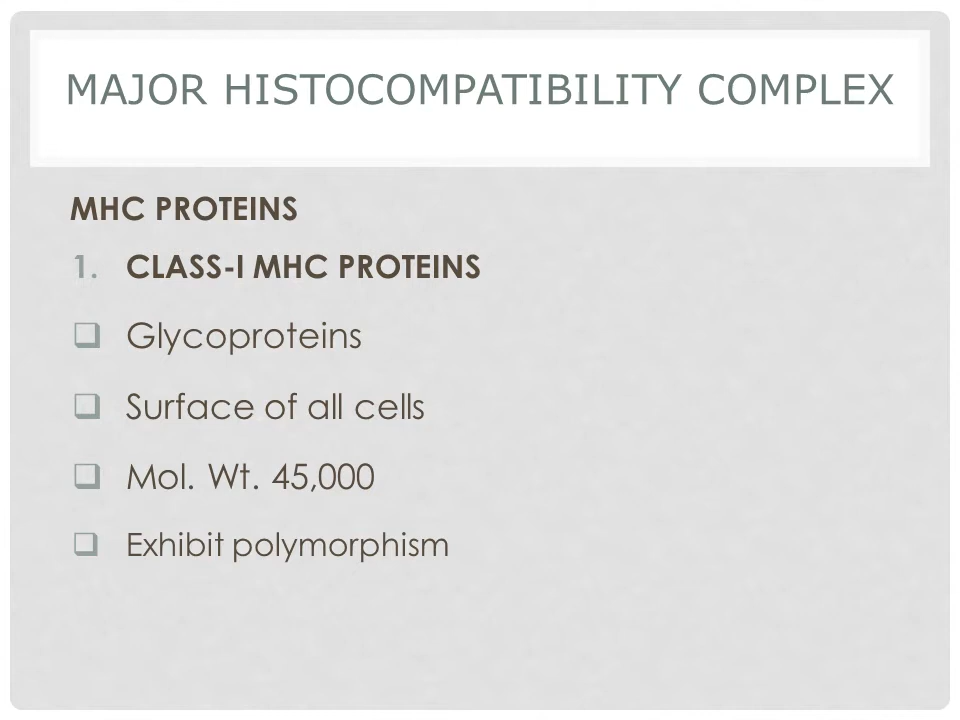 MAJOR HISTOCOMPATIBILITY COMPLEX
MHC PROTEINS
1. CLASS-I MHC PROTEINS
❑ Glycoproteins
❑ Surface of all cells
❑ Mol. Wt. 45,000
❑ Exhibit polymorphism